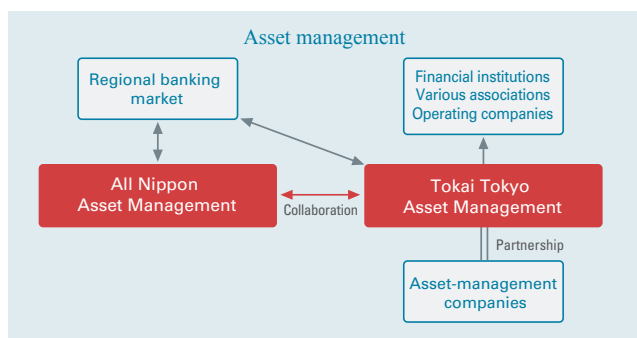 Asset management
Regional banking
market
Financial institutions
Various associations
Operating companies
All Nippon
Asset Management
Collaboration
Tokai Tokyo
Asset Management
Partnership
Asset-management
companies